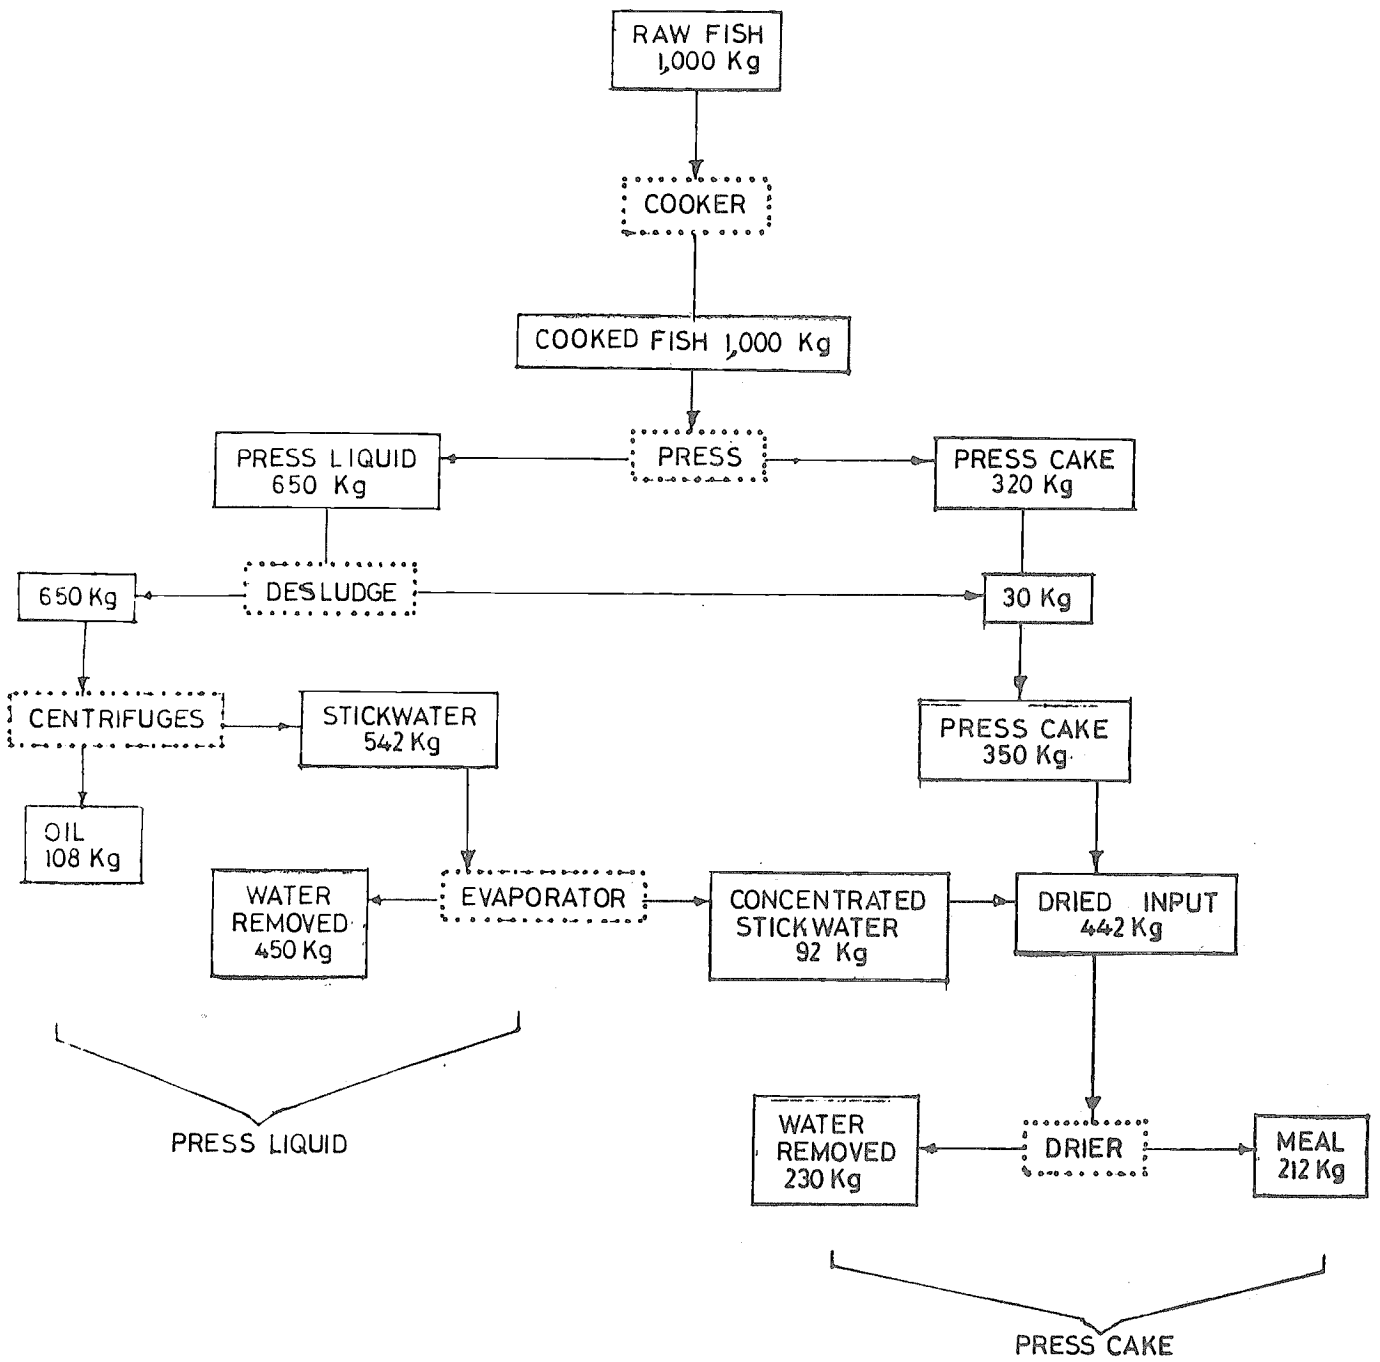 RAW FISH
1,000 Kg
COOKER
COOKED FISH 1,000 Kg
PRESS LIQUID
650 Kg
PRESS
PRESS CAKE
320 Kg
650 Kg
DESLUDGE
30 Kg
CENTRIFUGES
STICKWATER
542 Kg
PRESS CAKE
350 Kg
OIL
108 Kg
WATER
REMOVED
450 Kg
EVAPORATOR
CONCENTRATED
STICKWATER
92 Kg
DRIED INPUT
442 Kg
PRESS LIQUID
WATER
REMOVED
230 Kg
DRIER
MEAL
212 Kg
PRESS CAKE